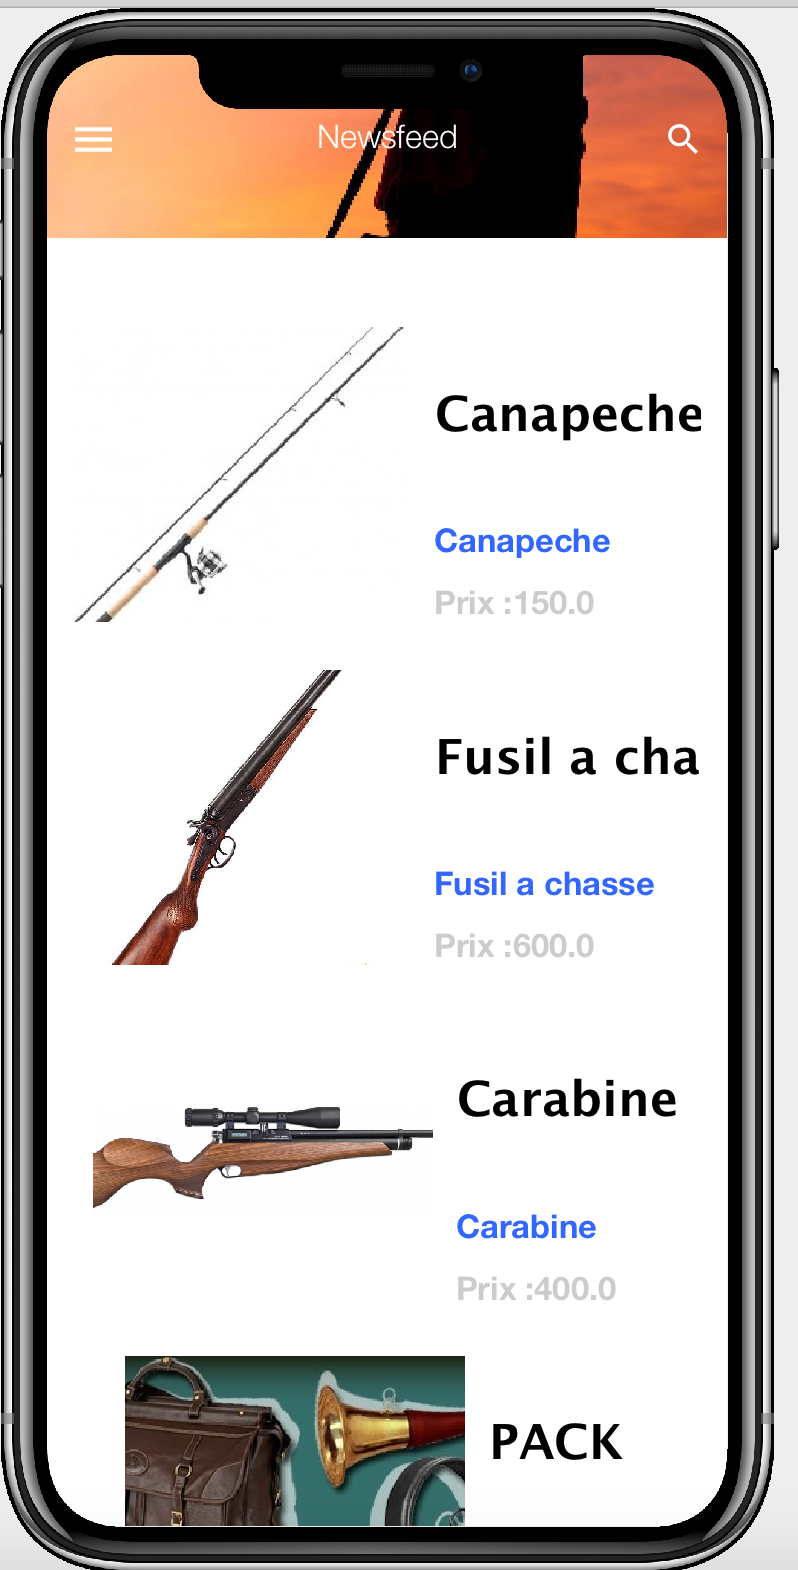 Newsfeed
Canapeche
Canapeche
Prix :150.0
Fusil a cha
Fusil a chasse
Prix :600.0
Carabine
Carabine
Prix :400.0
PACK